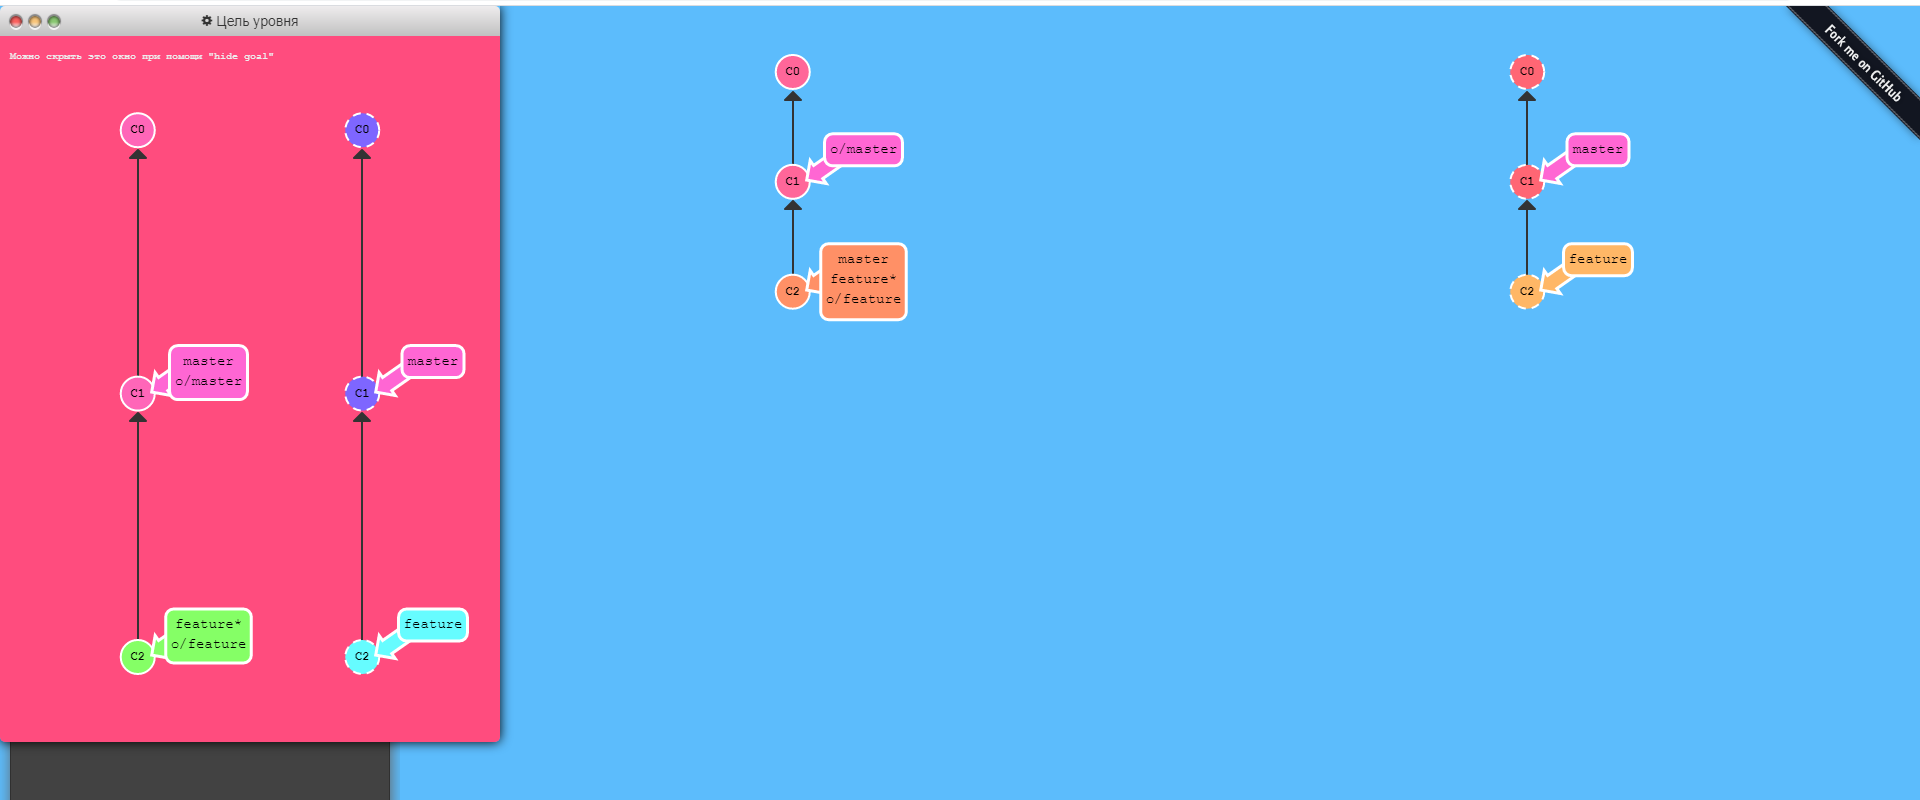 Цель уровня
Можно скрыть это окно при помощи "hide goal"
C0
C0
master
o/master
C1
master
C1
feature*
o/feature
C2
feature
C2
C0
o/master
C1
master
feature*
o/feature
C2
C0
master
C1
feature
C2
Fork me on GitHub